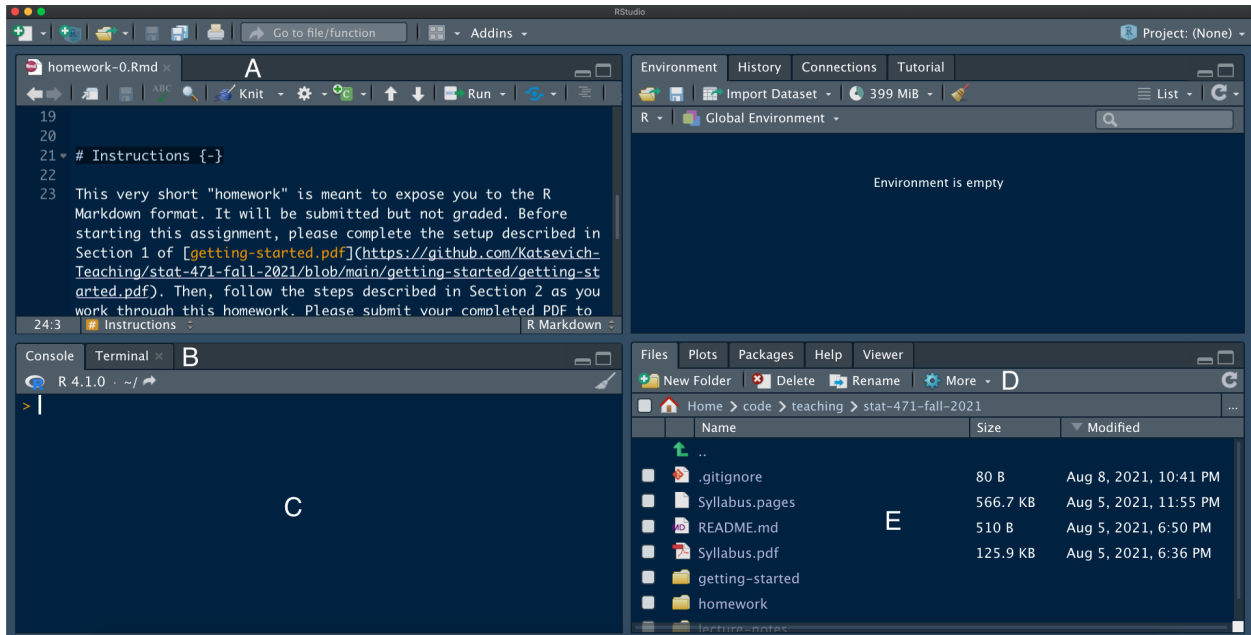 RStudio
Go to file/function Addins Project: (None)
homework-0.Rmd A
ABC Knit Run
19
20
21 # Instructions {-}
22
23 This very short "homework" is meant to expose you to the R
Markdown format. It will be submitted but not graded. Before
starting this assignment, please complete the setup described in
Section 1 of [getting-started.pdf](https://github.com/Katsevich-
Teaching/stat-471-fall-2021/blob/main/getting-started/getting-st
arted.pdf). Then, follow the steps described in Section 2 as you
work through this homework. Please submit your completed PDF to
24:3 # Instructions R Markdown
Console Terminal B
R 4.1.0 · ~/
>
C
Environment History Connections Tutorial
Import Dataset 399 MiB List
R Global Environment
Environment is empty
Files Plots Packages Help Viewer
New Folder Delete Rename More D
Home code teaching stat-471-fall-2021 ...
Name Size Modified
..
.gitignore 80 B Aug 8, 2021, 10:41 PM
Syllabus.pages 566.7 KB Aug 5, 2021, 11:55 PM
README.md 510 B Aug 5, 2021, 6:50 PM
E
Syllabus.pdf 125.9 KB Aug 5, 2021, 6:36 PM
getting-started
homework
lecture-notes